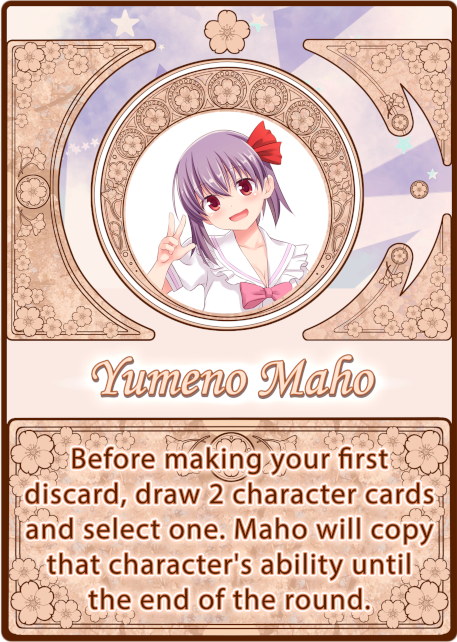 Yumeno Maho
Before making your first
discard, draw 2 character cards
and select one. Maho will copy
that character's ability until
the end of the round.